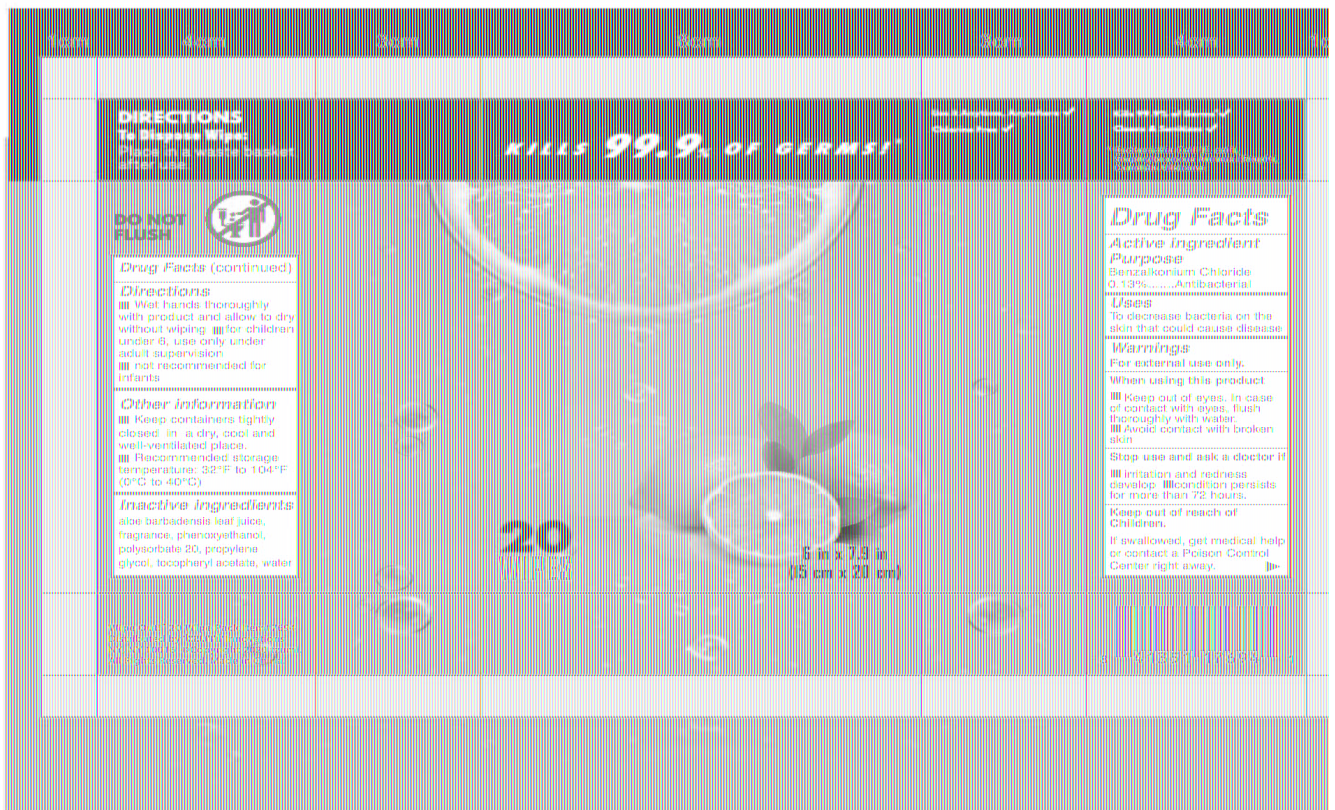 1cm 4cm 3cm 8cm 3cm 4cm
DIRECTIONS
To Dispose Wipe:
Place in a waste basket
after use.
DO NOT
FLUSH
Drug Facts (continued)
Directions
Wet hands thoroughly
with product and allow to dry
without wiping for children
under 6, use only under
adult supervision
not recommended for
infants
Other information
Keep containers tightly
closed in a dry, cool and
well-ventilated place.
Recommended storage
temperature: 32°F to 104°F
(0°C to 40°C)
Inactive ingredients
aloe barbadensis leaf juice,
fragrance, phenoxyethanol,
polysorbate 20, propylene
glycol, tocopheryl acetate, water
KILLS 99.9% OF GERMS!*
20
WIPES
6 in x 7.9 in
(15 cm x 20 cm)
Drug Facts
Active ingredient
Purpose
Benzalkonium Chloride
0.13%.......Antibacterial
Uses
To decrease bacteria on the
skin that could cause disease
Warnings
For external use only.
When using this product
Keep out of eyes. In case
of contact with eyes, flush
thoroughly with water.
Avoid contact with broken
skin
Stop use and ask a doctor if
irritation and redness
develop condition persists
for more than 72 hours.
Keep out of reach of
Children.
If swallowed, get medical help
or contact a Poison Control
Center right away.